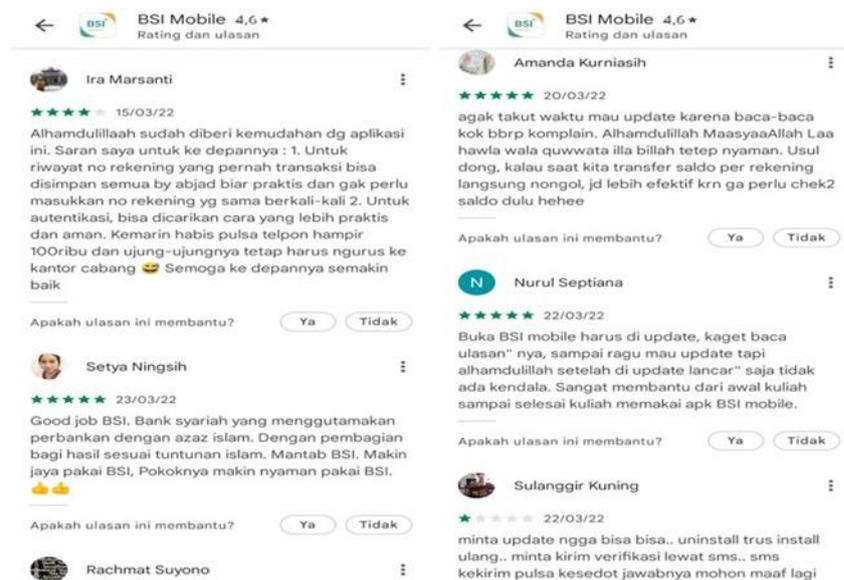 BSI Mobile 4,6★
Rating dan ulasan
Ira Marsanti
15/03/22
Alhamdulillaah sudah diberi kemudahan dg aplikasi
ini. Saran saya untuk ke depannya : 1. Untuk
riwayat no rekening yang pernah transaksi bisa
disimpan semua by abjad biar praktis dan gak perlu
masukkan no rekening yg sama berkali-kali 2. Untuk
autentikasi, bisa dicarikan cara yang lebih praktis
dan aman. Kemarin habis pulsa telpon hampir
100ribu dan ujung-ujungnya tetap harus ngurus ke
kantor cabang 😅 Semoga ke depannya semakin
baik
Apakah ulasan ini membantu? Ya Tidak
Setya Ningsih
23/03/22
Good job BSI, Bank syariah yang menggutamakan
perbankan dengan azaz islam. Dengan pembagian
bagi hasil sesuai tuntunan islam. Mantab BSI. Makin
jaya pakai BSI, Pokoknya makin nyaman pakai BSI.
👍👍
Apakah ulasan ini membantu? Ya Tidak
Rachmat Suyono
BSI Mobile 4,6★
Rating dan ulasan
Amanda Kurniasih
20/03/22
agak takut waktu mau update karena baca-baca
kok bbrp komplain. Alhamdulillah MaasyaaAllah Laa
hawla wala quwwata illa billah tetep nyaman. Usul
dong, kalau saat kita transfer saldo per rekening
langsung nongol, jd lebih efektif krn ga perlu chek2
saldo dulu hehee
Apakah ulasan ini membantu? Ya Tidak
N Nurul Septiana
22/03/22
Buka BSI mobile harus di update, kaget baca
ulasan" nya, sampai ragu mau update tapi
alhamdulillah setelah di update lancar" saja tidak
ada kendala. Sangat membantu dari awal kuliah
sampai selesai kuliah memakai apk BSI mobile.
Apakah ulasan ini membantu? Ya Tidak
Sulanggir Kuning
22/03/22
minta update ngga bisa bisa.. uninstall trus install
ulang.. minta kirim verifikasi lewat sms.. sms
kekirim pulsa kesedot jawabnya mohon maaf lagi